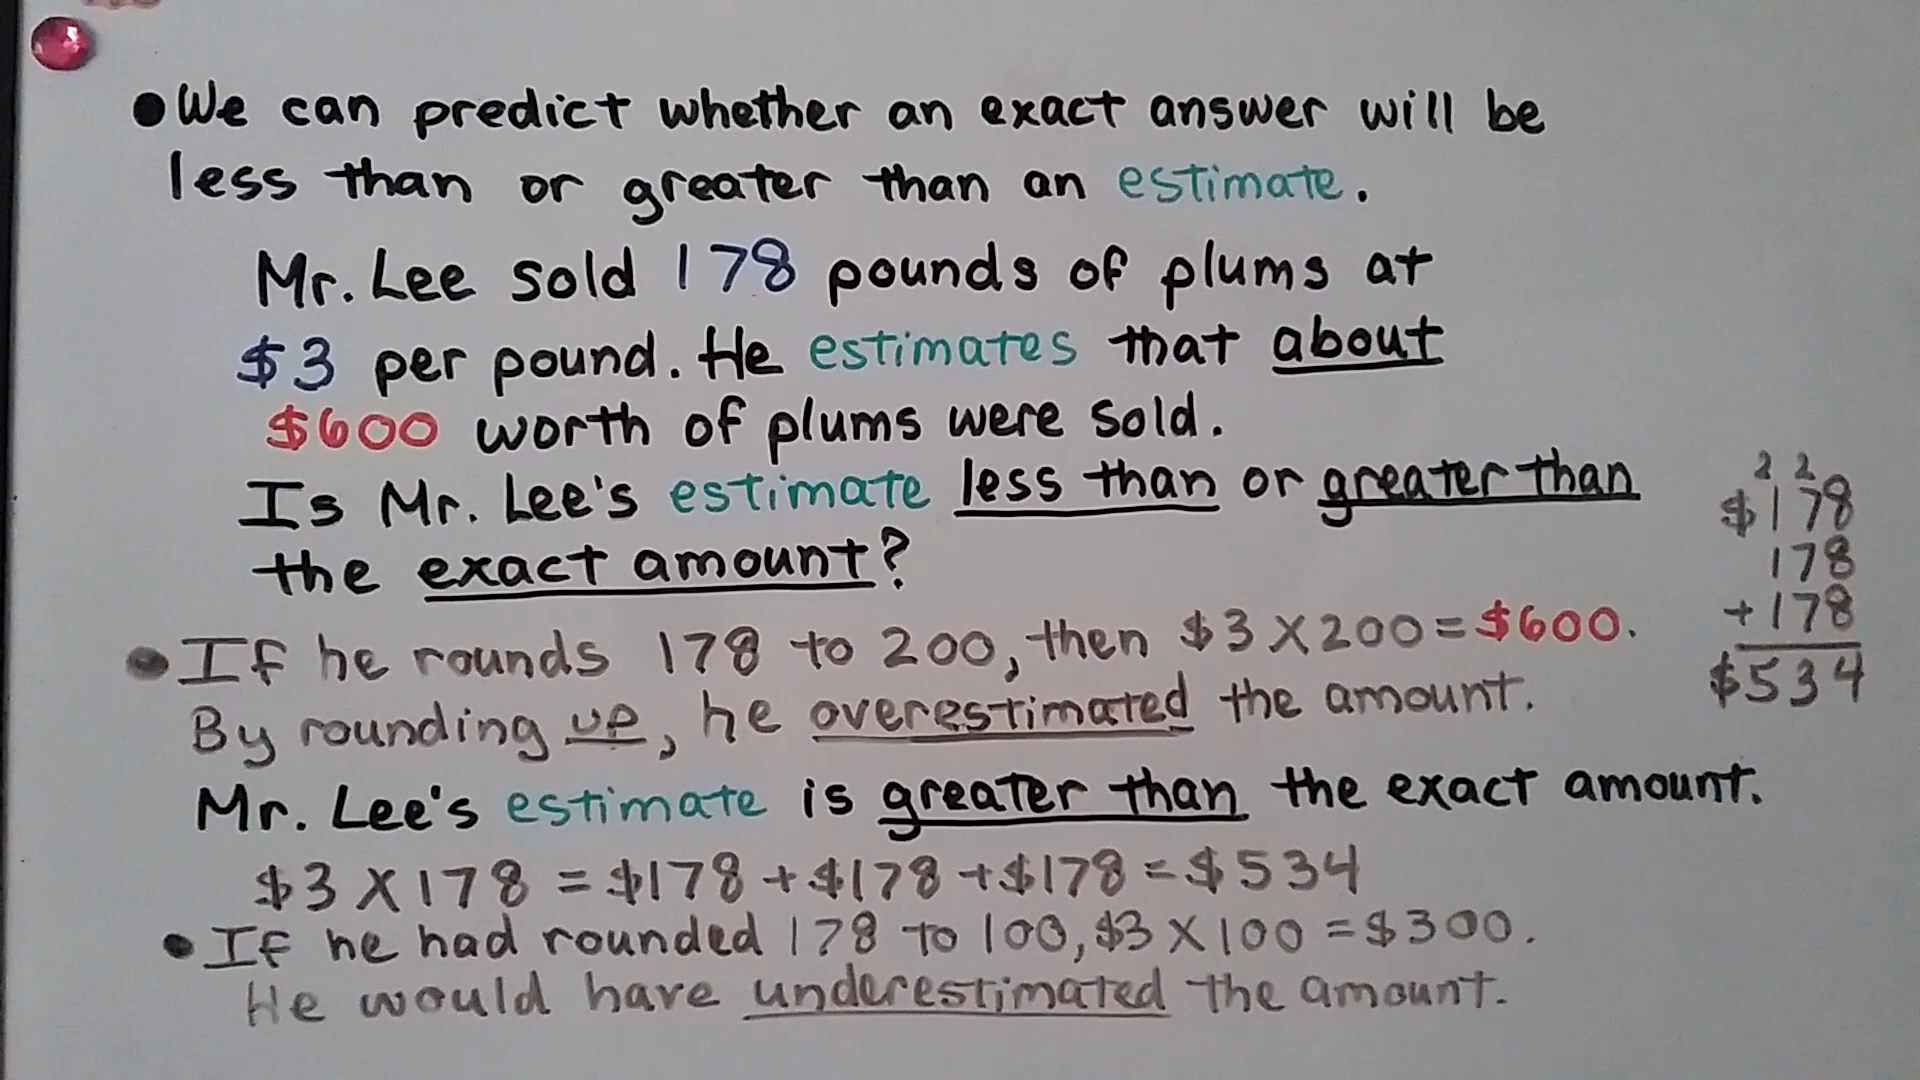 ●We can predict whether an exact answer will be
less than or greater than an estimate.
Mr. Lee sold 178 pounds of plums at
$3 per pound. He estimates that about
$600 worth of plums were sold.
Is Mr. Lee's estimate less than or greater than
the exact amount?
●If he rounds 178 to 200, then $3 X 200 = $600.
By rounding up, he overestimated the amount.
Mr. Lee's estimate is greater than the exact amount.
$3 X 178 = $178 + $178 + $178 = $534
●If he had rounded 178 to 100, $3 X 100 = $300.
He would have underestimated the amount.
2 2
$178
178
+178
$534